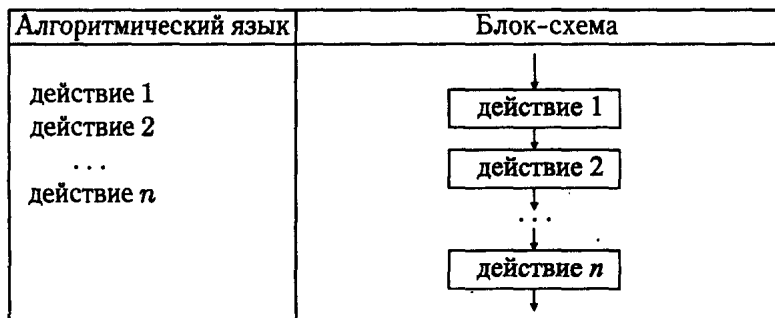 Алгоритмический язык
Блок-схема
действие 1
действие 2
...
действие n
действие 1
действие 2
...
действие n